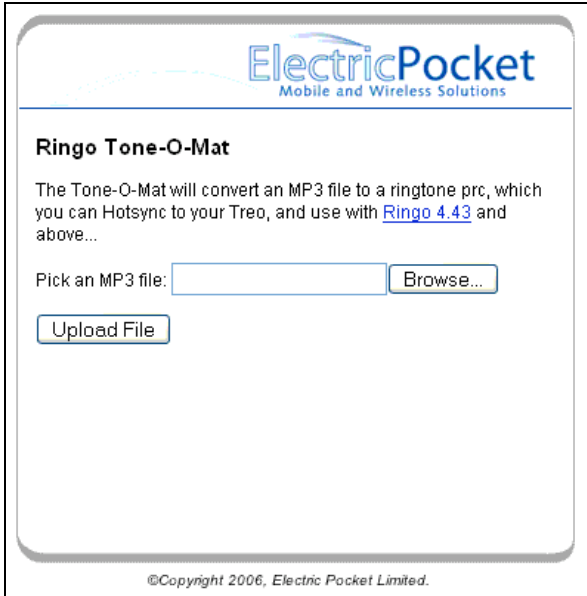 ElectricPocket
Mobile and Wireless Solutions
Ringo Tone-O-Mat
The Tone-O-Mat will convert an MP3 file to a ringtone prc, which
you can Hotsync to your Treo, and use with Ringo 4.43 and
above...
Pick an MP3 file: Browse...
Upload File
©Copyright 2006, Electric Pocket Limited.